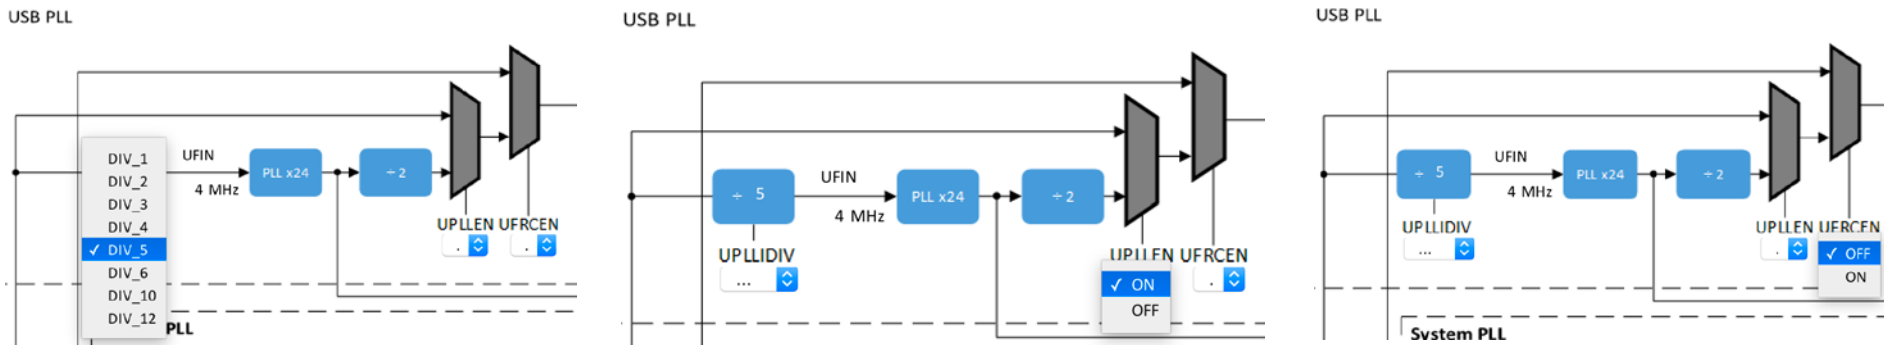 USB PLL
DIV_1
DIV_2
DIV_3
DIV_4
✓ DIV_5
DIV_6
DIV_10
DIV_12
UFIN
4 MHz
PLL x24
÷ 2
UPLLEN UFRCEN
. .
PLL
USB PLL
÷ 5
UFIN
4 MHz
PLL x24
÷ 2
UPLLIDIV
...
UPLLEN UFRCEN
✓ ON
OFF
.
USB PLL
÷ 5
UFIN
4 MHz
PLL x24
÷ 2
UPLLIDIV
...
UPLLEN UFRCEN
.
✓ OFF
ON
System PLL